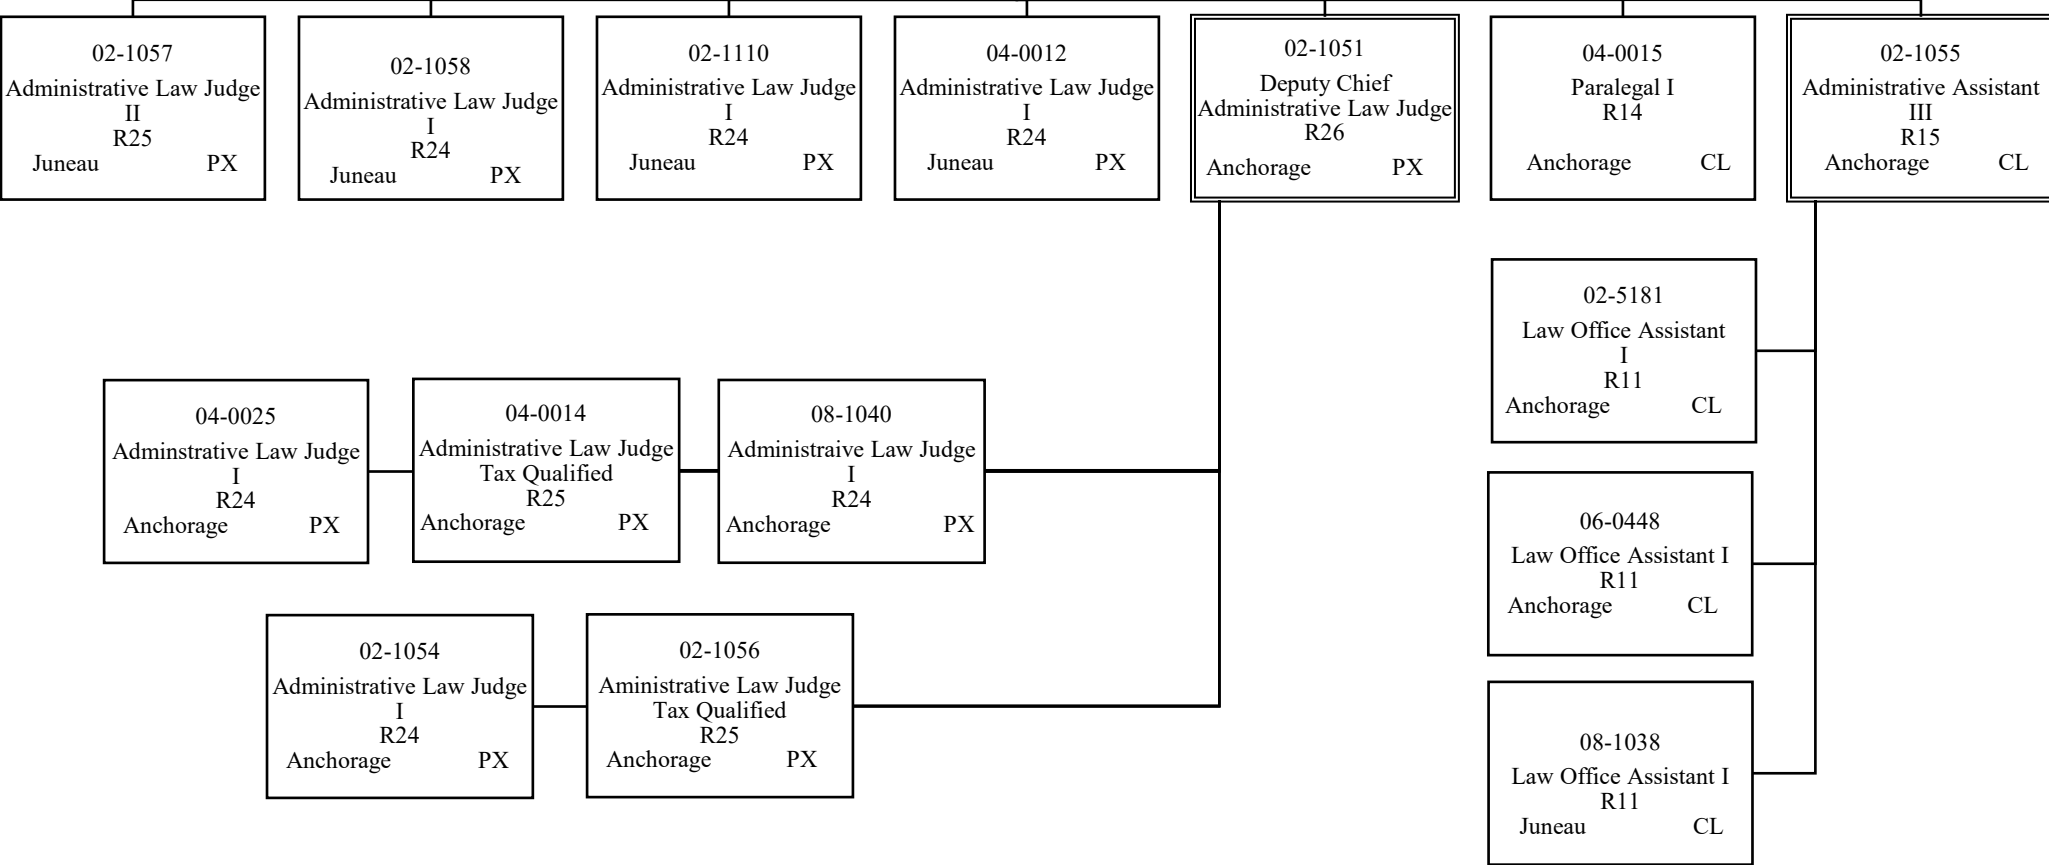 02-1057
Administrative Law Judge
II
R25
Juneau PX
02-1058
Administrative Law Judge
I
R24
Juneau PX
02-1110
Administrative Law Judge
I
R24
Juneau PX
04-0012
Administrative Law Judge
I
R24
Juneau PX
02-1051
Deputy Chief
Administrative Law Judge
R26
Anchorage PX
04-0015
Paralegal I
R14
Anchorage CL
02-1055
Administrative Assistant
III
R15
Anchorage CL
02-5181
Law Office Assistant
I
R11
Anchorage CL
04-0025
Adminstrative Law Judge
I
R24
Anchorage PX
04-0014
Administrative Law Judge
Tax Qualified
R25
Anchorage PX
08-1040
Administraive Law Judge
I
R24
Anchorage PX
06-0448
Law Office Assistant I
R11
Anchorage CL
02-1054
Administrative Law Judge
I
R24
Anchorage PX
02-1056
Aministrative Law Judge
Tax Qualified
R25
Anchorage PX
08-1038
Law Office Assistant I
R11
Juneau CL